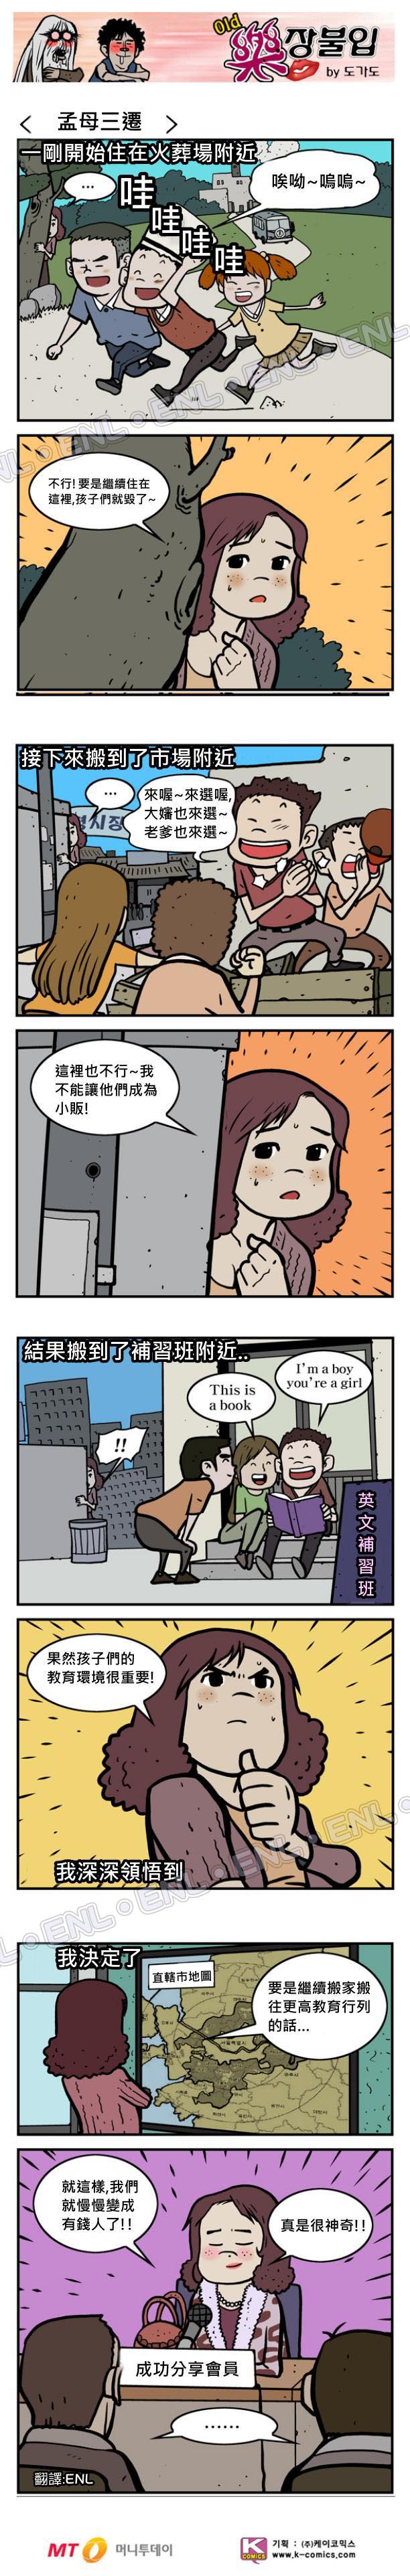 Old
樂장불입
by 도가도
< 孟母三遷 >
一剛開始住在火葬場附近
...
哇
哇
哇
哇
唉呦~嗚嗚~
不行!要是繼續住在
這裡,孩子們就毀了~
接下來搬到了市場附近
...
시장
來喔~來選喔,
大嬸也來選~
老爹也來選~
這裡也不行~我
不能讓他們成為
小販!
結果搬到了補習班附近..
!!
This is
a book
I'm a boy
you're a girl
英文補習班
果然孩子們的
教育環境很重要!
我深深領悟到
我決定了
直轄市地圖
要是繼續搬家搬
往更高教育行列
的話...
就這樣,我們
就慢慢變成
有錢人了!!
真是很神奇!!
成功分享會員
......
翻譯:ENL
MT 머니투데이
K COMICS
기획 : (주)케이코믹스
www.k-comics.com
ENL